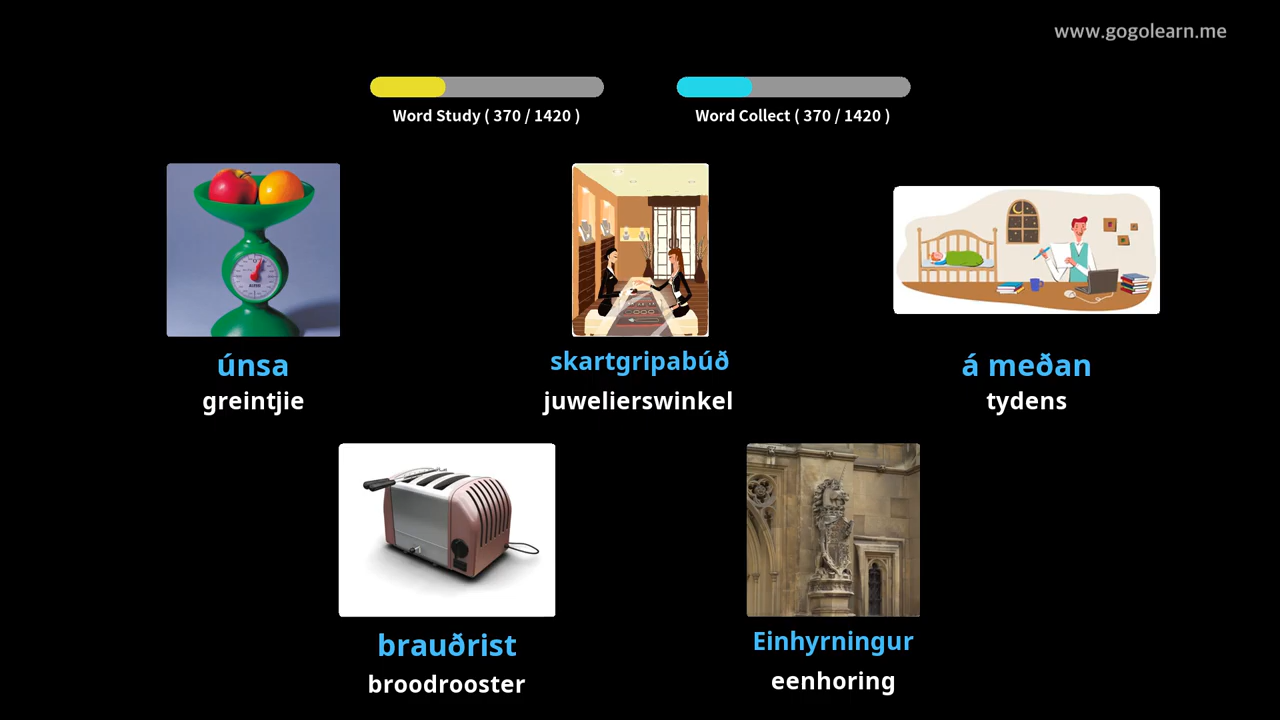 www.gogolearn.me
Word Study ( 370 / 1420 )
Word Collect ( 370 / 1420 )
únsa
greintjie
skartgripabúð
juwelierswinkel
á meðan
tydens
brauðrist
broodrooster
Einhyrningur
eenhoring